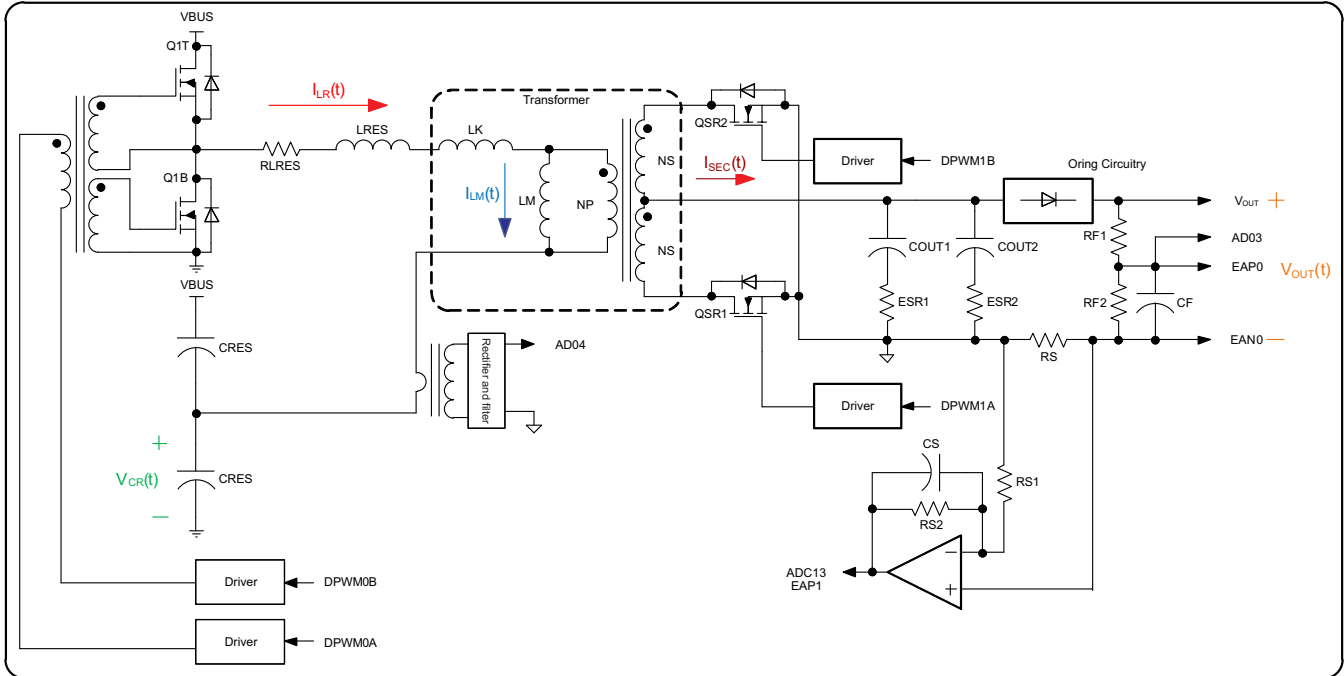 VBUS
Q1T
ILR(t)
Transformer
LRES
LK
RLRES
QSR2
Driver
DPWM1B
NS
ISEC(t)
Oring Circuitry
Q1B
ILM(t)
LM
NP
VOUT +
RF1
AD03
COUT1
COUT2
EAP0
VOUT(t)
NS
ESR1
ESR2
RF2
CF
VBUS
QSR1
RS
EAN0 –
CRES
Rectifier and filter
AD04
Driver
DPWM1A
+
VCR(t)
CRES
–
CS
RS1
RS2
–
ADC13
EAP1
+
Driver
DPWM0B
Driver
DPWM0A